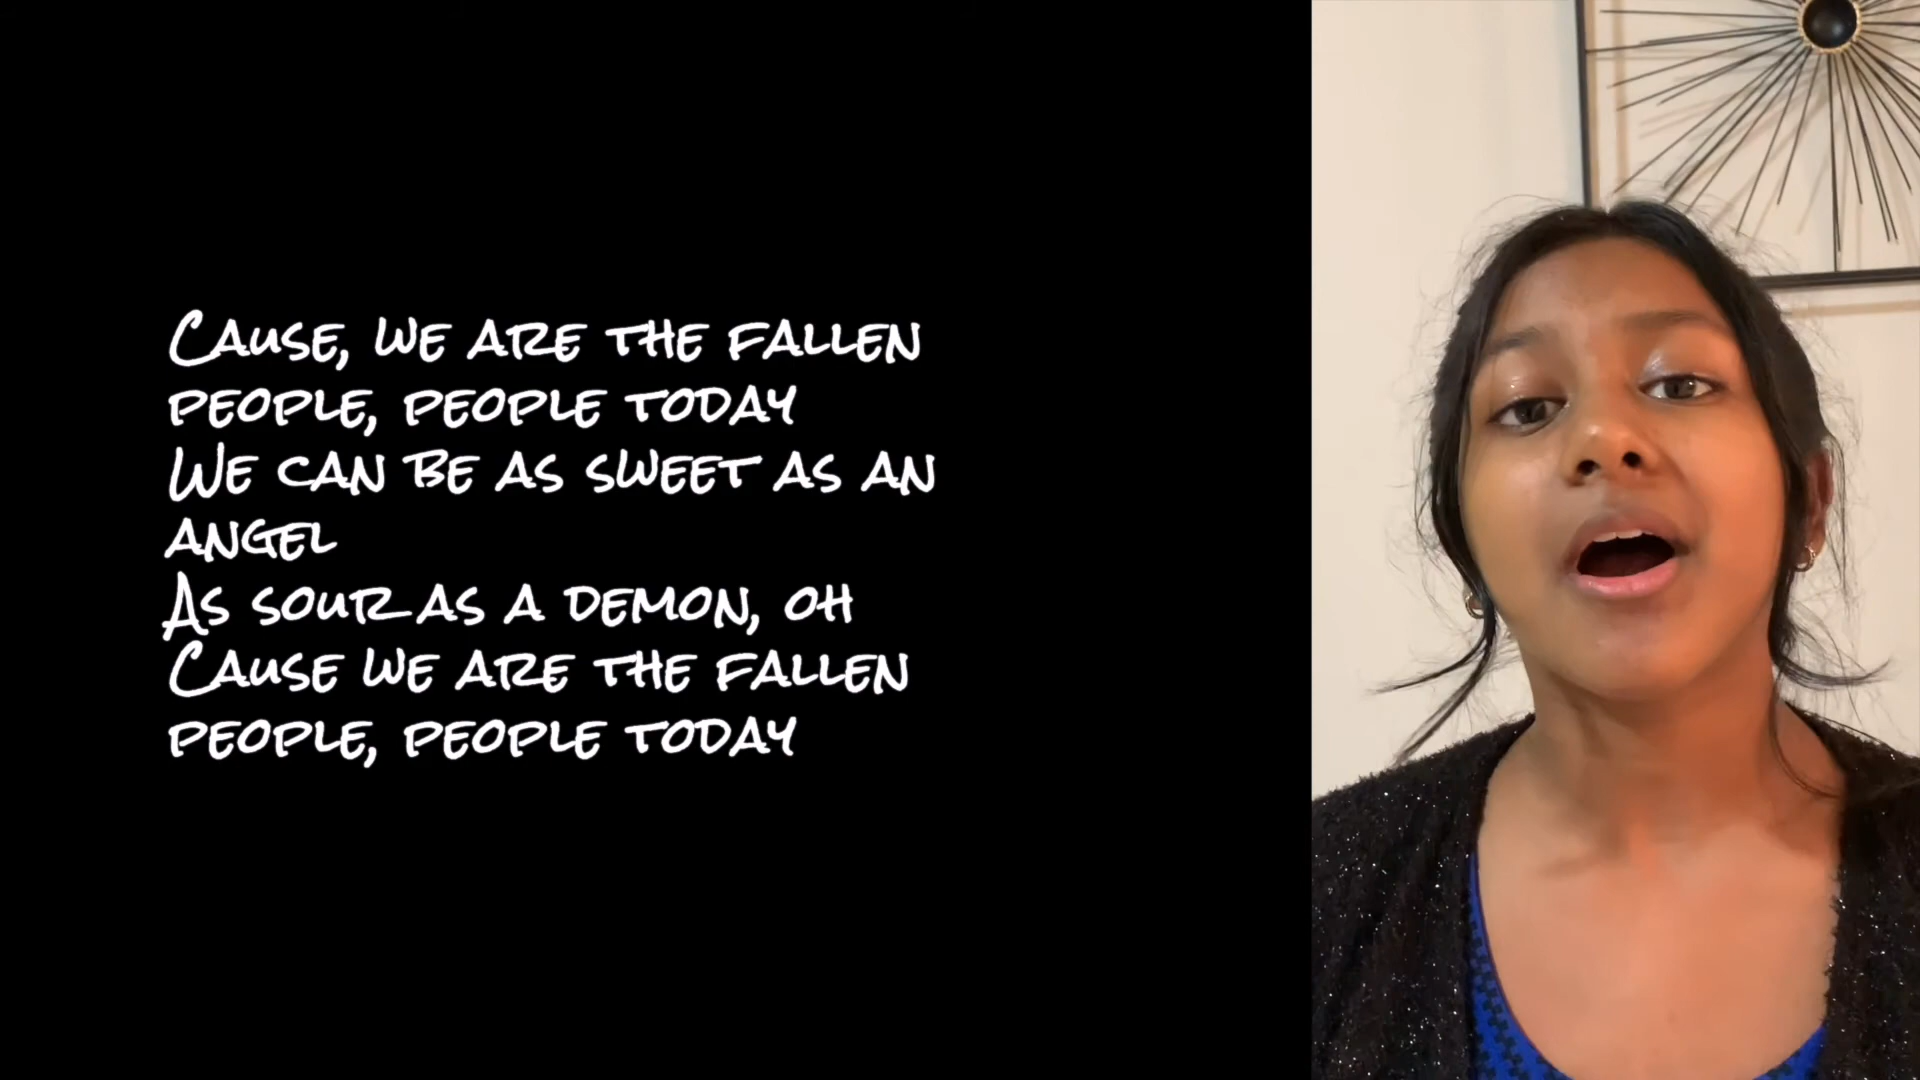 Cause, we are the fallen
people, people today
We can be as sweet as an
angel
As sour as a demon, oh
Cause we are the fallen
people, people today